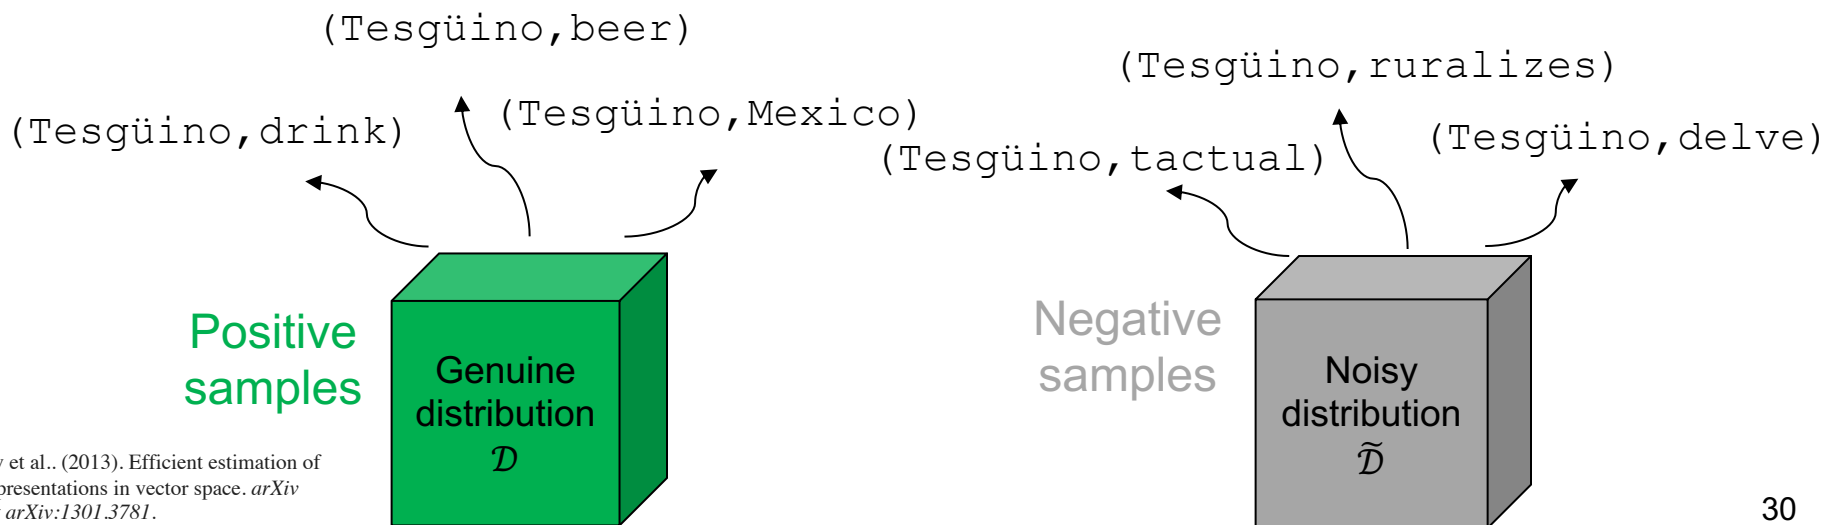 (Tesgüino,beer)
(Tesgüino,drink)
(Tesgüino,Mexico)
(Tesgüino,ruralizes)
(Tesgüino,tactual)
(Tesgüino,delve)
Positive
samples
Genuine
distribution
𝒟
Negative
samples
Noisy
distribution
𝒟̃
et al.. (2013). Efficient estimation of
presentations in vector space. arXiv
arXiv:1301.3781.
30